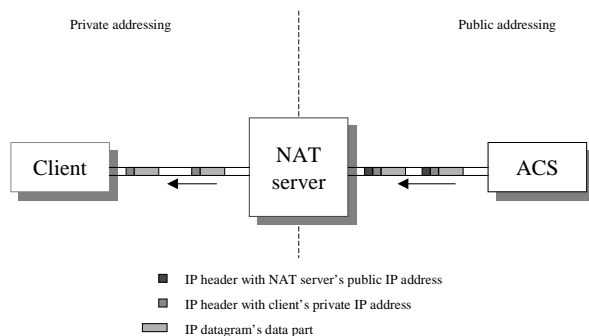 Private addressing
Public addressing
Client
NAT
server
ACS
IP header with NAT server's public IP address
IP header with client's private IP address
IP datagram's data part